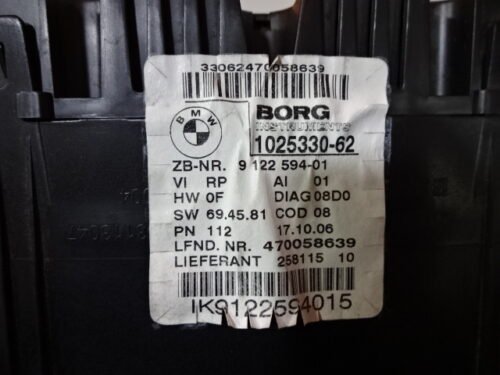 33062470058639
BMW
BORG
INSTRUMENTS
1025330-62
ZB-NR. 9 122 594-01
VI RP AI 01
HW 0F DIAG 08D0
SW 69.45.81 COD 08
PN 112 17.10.06
LFND. NR. 470058639
LIEFERANT 258115 10
IK9122594015